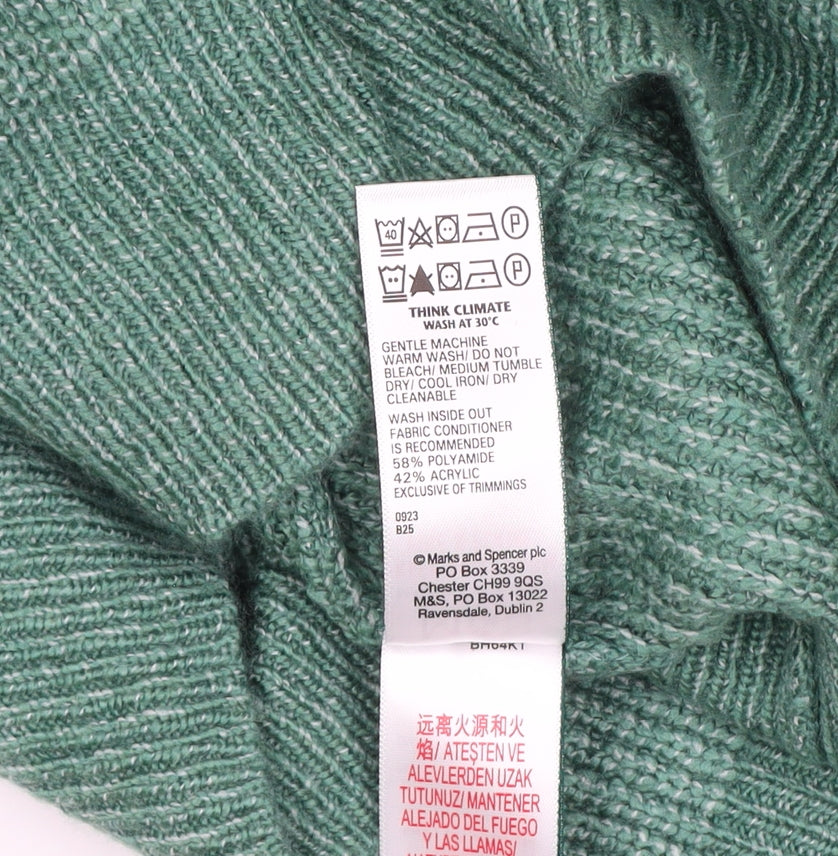 40 P
P
THINK CLIMATE
WASH AT 30°C
GENTLE MACHINE
WARM WASH/ DO NOT
BLEACH/ MEDIUM TUMBLE
DRY/ COOL IRON/ DRY
CLEANABLE
WASH INSIDE OUT
FABRIC CONDITIONER
IS RECOMMENDED
58% POLYAMIDE
42% ACRYLIC
EXCLUSIVE OF TRIMMINGS
0923
B25
© Marks and Spencer plc
PO Box 3339
Chester CH99 9QS
M&S, PO Box 13022
Ravensdale, Dublin 2
远离火源和火
焰/ ATEŞTEN VE
ALEVLERDEN UZAK
TUTUNUZ/ MANTENER
ALEJADO DEL FUEGO
Y LAS LLAMAS/